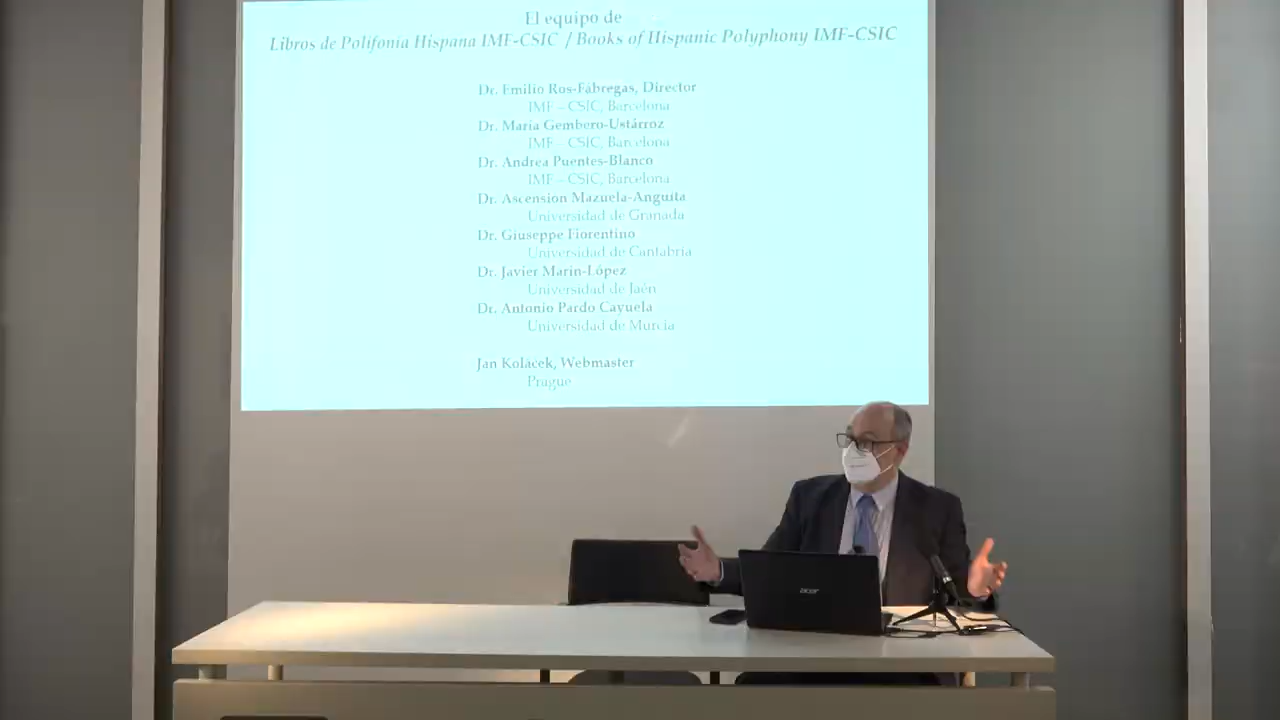 El equipo de
Libros de Polifonía Hispana IMF-CSIC / Books of Hispanic Polyphony IMF-CSIC
Dr. Emilio Ros-Fábregas, Director
IMF – CSIC, Barcelona
Dr. María Gembero-Ustárroz
IMF – CSIC, Barcelona
Dr. Andrea Puentes-Blanco
IMF – CSIC, Barcelona
Dr. Ascension Mazuela-Anguita
Universidad de Granada
Dr. Giuseppe Fiorentino
Universidad de Cantabria
Dr. Javier Marín-López
Universidad de Jaén
Dr. Antonio Pardo Cayuela
Universidad de Murcia
Jan Koláček, Webmaster
Prague
acer